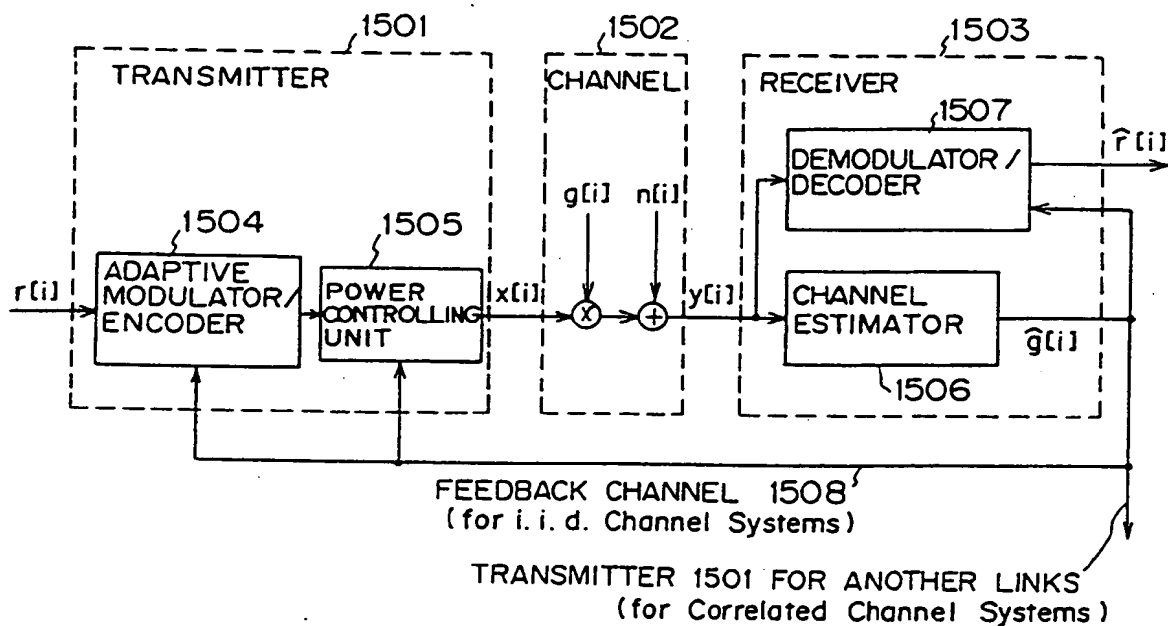 1501
1502
1503
TRANSMITTER
CHANNEL
RECEIVER
1507
DEMODULATOR/
DECODER
r̂[i]
g[i]
n[i]
1504
1505
ADAPTIVE
MODULATOR/
ENCODER
r[i]
POWER
CONTROLLING
UNIT
x[i]
X
+
y[i]
CHANNEL
ESTIMATOR
ĝ[i]
1506
FEEDBACK CHANNEL 1508
(for i.i.d. Channel Systems)
TRANSMITTER 1501 FOR ANOTHER LINKS
(for Correlated Channel Systems)